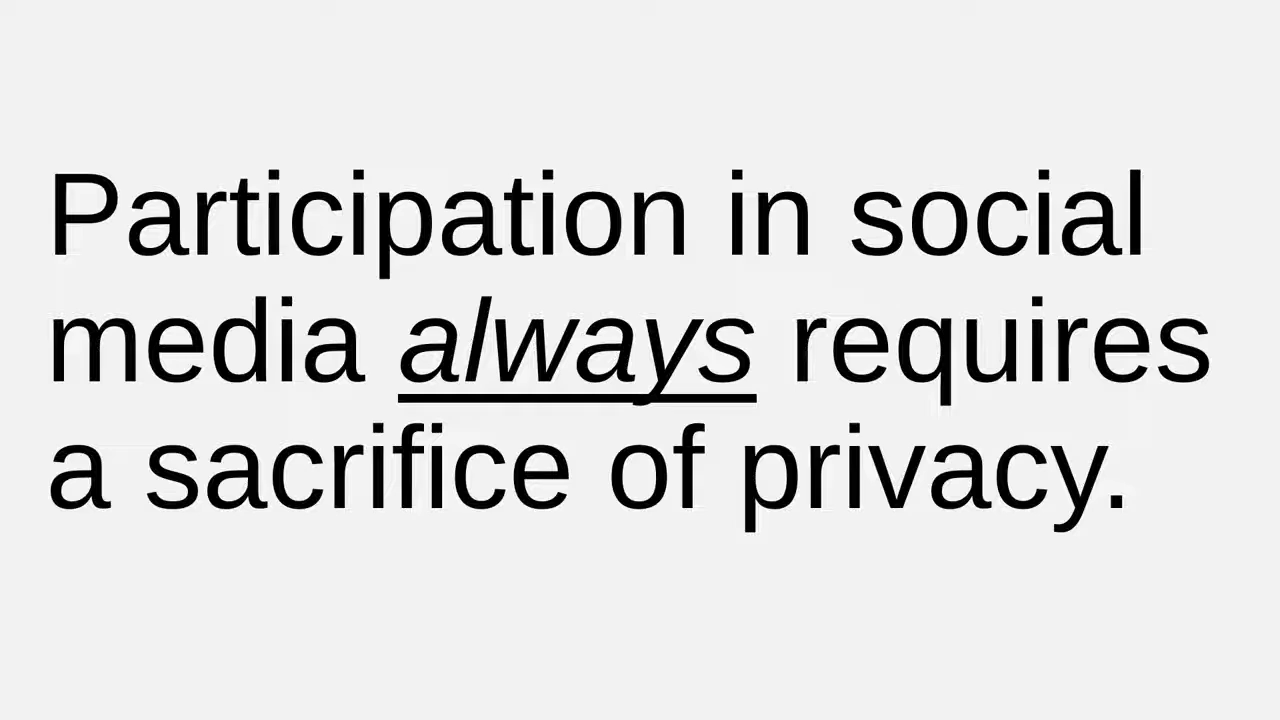 Participation in social
media always requires
a sacrifice of privacy.